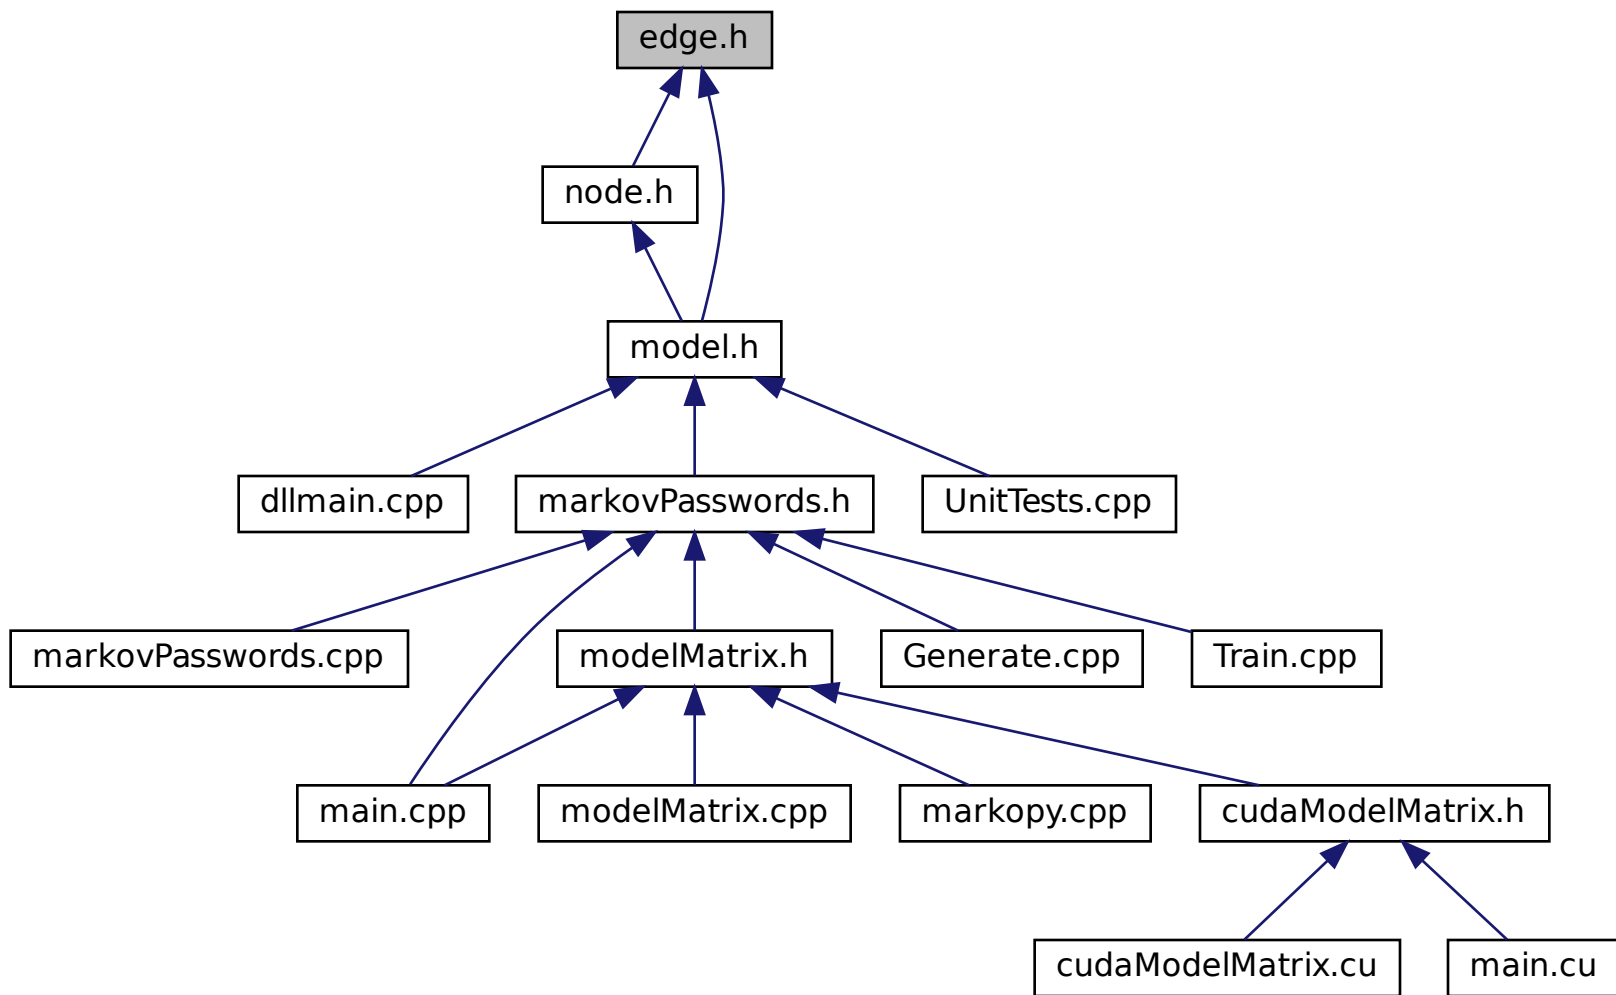 edge.h
node.h
model.h
dllmain.cpp
markovPasswords.h
UnitTests.cpp
markovPasswords.cpp
modelMatrix.h
Generate.cpp
Train.cpp
main.cpp
modelMatrix.cpp
markopy.cpp
cudaModelMatrix.h
cudaModelMatrix.cu
main.cu